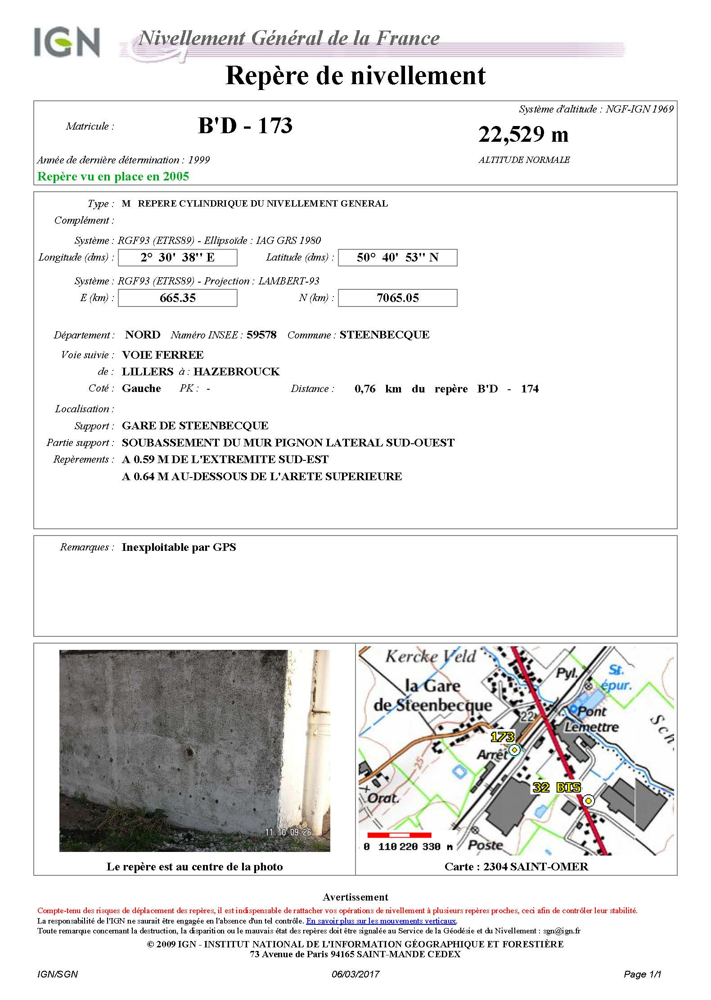 IGN
Nivellement Général de la France
Repère de nivellement
Système d'altitude : NGF-IGN 1969
Matricule : B'D - 173
22,529 m
Année de dernière détermination : 1999
ALTITUDE NORMALE
Repère vu en place en 2005
Type : M REPERE CYLINDRIQUE DU NIVELLEMENT GENERAL
Complément :
Système : RGF93 (ETRS89) - Ellipsoïde : IAG GRS 1980
Longitude (dms) : 2° 30' 38'' E Latitude (dms) : 50° 40' 53'' N
Système : RGF93 (ETRS89) - Projection : LAMBERT-93
E (km) : 665.35 N (km) : 7065.05
Département : NORD Numéro INSEE : 59578 Commune : STEENBECQUE
Voie suivie : VOIE FERREE
de : LILLERS à : HAZEBROUCK
Coté : Gauche PK : - Distance : 0,76 km du repère B'D - 174
Localisation :
Support : GARE DE STEENBECQUE
Partie support : SOUBASSEMENT DU MUR PIGNON LATERAL SUD-OUEST
Repèrements : A 0.59 M DE L'EXTREMITE SUD-EST
A 0.64 M AU-DESSOUS DE L'ARETE SUPERIEURE
Remarques : Inexploitable par GPS
11.10 09:26
Kercke Veld
la Gare
de Steenbecque
Pyl.
St.
épur.
22
Pont
Lemettre
Sch
173
Arrêt
25
32 BIS
Orat.
0 110 220 330 m
Poste
Le repère est au centre de la photo
Carte : 2304 SAINT-OMER
Avertissement
Compte-tenu des risques de déplacement des repères, il est indispensable de rattacher vos opérations de nivellement à plusieurs repères proches, ceci afin de contrôler leur stabilité.
La responsabilité de l'IGN ne saurait être engagée en l'absence d'un tel contrôle. En savoir plus sur les mouvements verticaux.
Toute remarque concernant la destruction, la disparition ou le mauvais état des repères doit être signalée au Service de la Géodésie et du Nivellement : sgn@ign.fr
© 2009 IGN - INSTITUT NATIONAL DE L'INFORMATION GÉOGRAPHIQUE ET FORESTIÈRE
73 Avenue de Paris 94165 SAINT-MANDE CEDEX
IGN/SGN 06/03/2017 Page 1/1